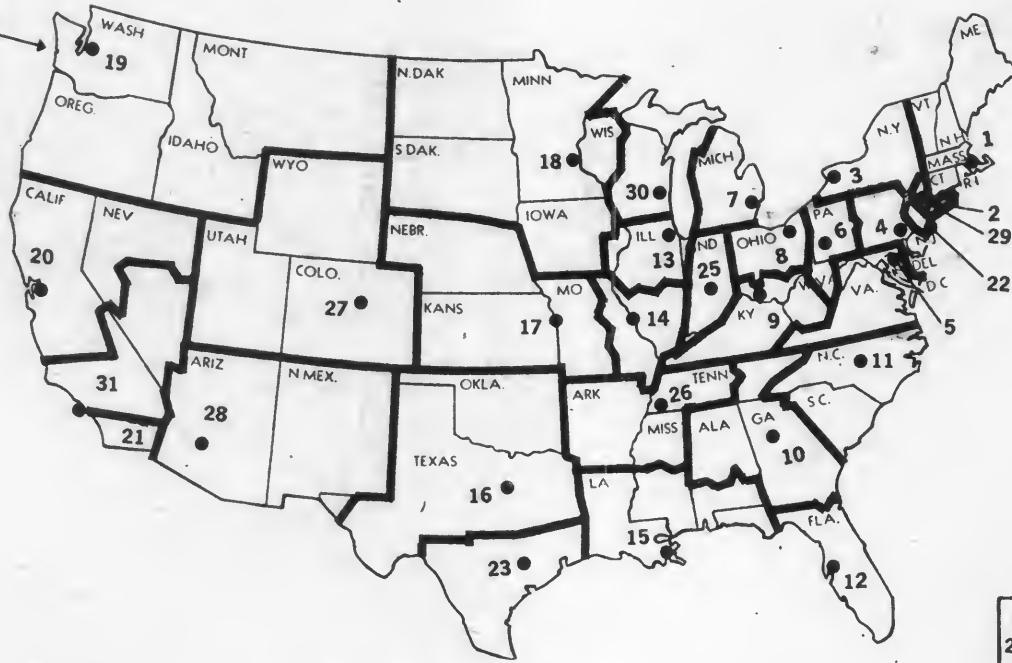 WASH
19
MONT
OREG.
IDAHO
WYO
N.DAK
S DAK.
MINN
18
WIS
30
MICH
7
ME
VT
N.H.
1
MASS
CT
RI
N.Y
3
2
29
22
PA
6
4
NJ
DEL
D C
5
CALIF
20
NEV
UTAH
COLO.
27
NEBR.
KANS
IOWA
MO
17
ILL
13
14
IND
25
OHIO
8
KY
9
W.VA
VA.
31
21
ARIZ
28
N MEX.
OKLA.
TEXAS
16
23
ARK
LA
15
TENN
26
MISS
ALA
GA
10
N.C.
11
S C.
FLA.
12
2